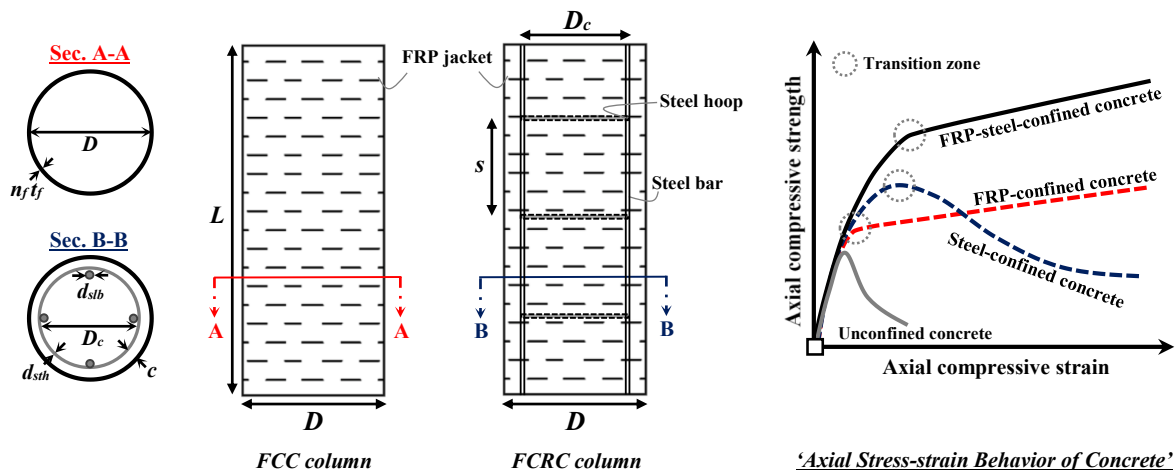 Sec. A-A
D
n_f t_f
Sec. B-B
d_slb
D_c
d_sth
c
L
A
A
D
FCC column
FRP jacket
D_c
Steel hoop
s
Steel bar
B
B
D
FCRC column
Axial compressive strength
Transition zone
FRP-steel-confined concrete
FRP-confined concrete
Steel-confined concrete
Unconfined concrete
Axial compressive strain
‘Axial Stress-strain Behavior of Concrete’